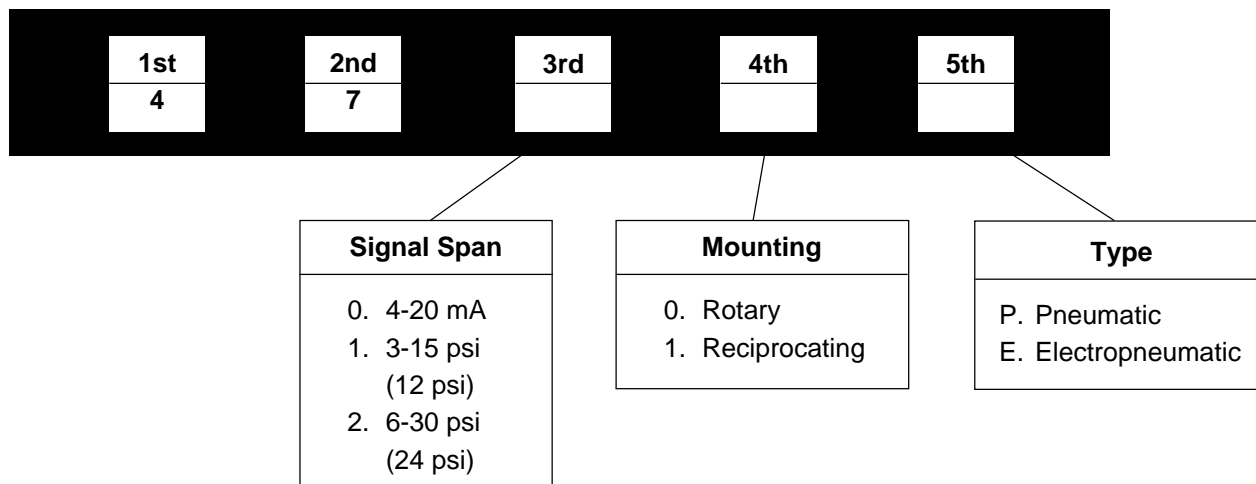 1st 2nd 3rd 4th 5th
4 7
Signal Span
0. 4-20 mA
1. 3-15 psi
(12 psi)
2. 6-30 psi
(24 psi)
Mounting
0. Rotary
1. Reciprocating
Type
P. Pneumatic
E. Electropneumatic